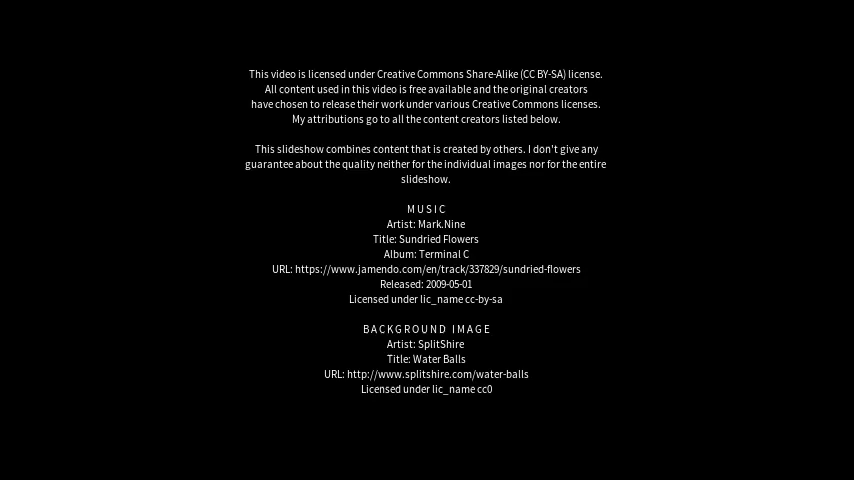 This video is licensed under Creative Commons Share-Alike (CC BY-SA) license.
All content used in this video is free available and the original creators
have chosen to release their work under various Creative Commons licenses.
My attributions go to all the content creators listed below.
This slideshow combines content that is created by others. I don't give any
guarantee about the quality neither for the individual images nor for the entire
slideshow.
MUSIC
Artist: Mark.Nine
Title: Sundried Flowers
Album: Terminal C
URL: https://www.jamendo.com/en/track/337829/sundried-flowers
Released: 2009-05-01
Licensed under lic_name cc-by-sa
BACKGROUND IMAGE
Artist: SplitShire
Title: Water Balls
URL: http://www.splitshire.com/water-balls
Licensed under lic_name cc0